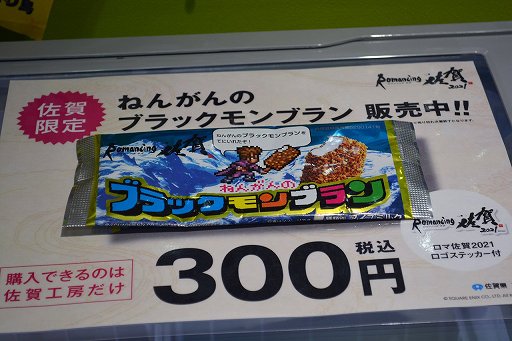 Romancing 佐賀 2021
佐賀
限定
ねんがんの
ブラックモンブラン 販売中!!
Romancing 佐賀
ねんがんのブラックモンブランを
てにいれたぞ!
ねんがんの
ブラックモンブラン
Romancing 佐賀 2021
ロマ佐賀2021
ロゴステッカー付
購入できるのは
佐賀工房だけ
300円 税込
佐賀県